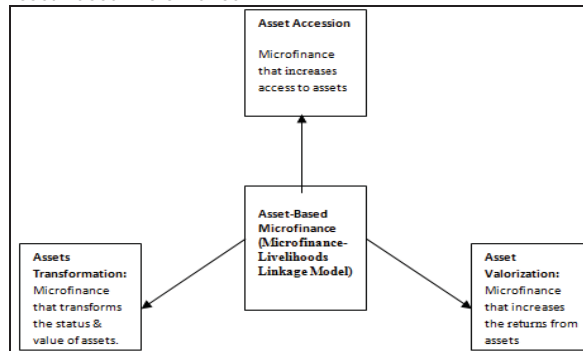 Asset Accession
Microfinance
that increases
access to assets
Asset-Based
Microfinance
(Microfinance-
Livelihoods
Linkage Model)
Assets
Transformation:
Microfinance
that transforms
the status &
value of assets.
Asset
Valorization:
Microfinance
that increases
the returns from
assets